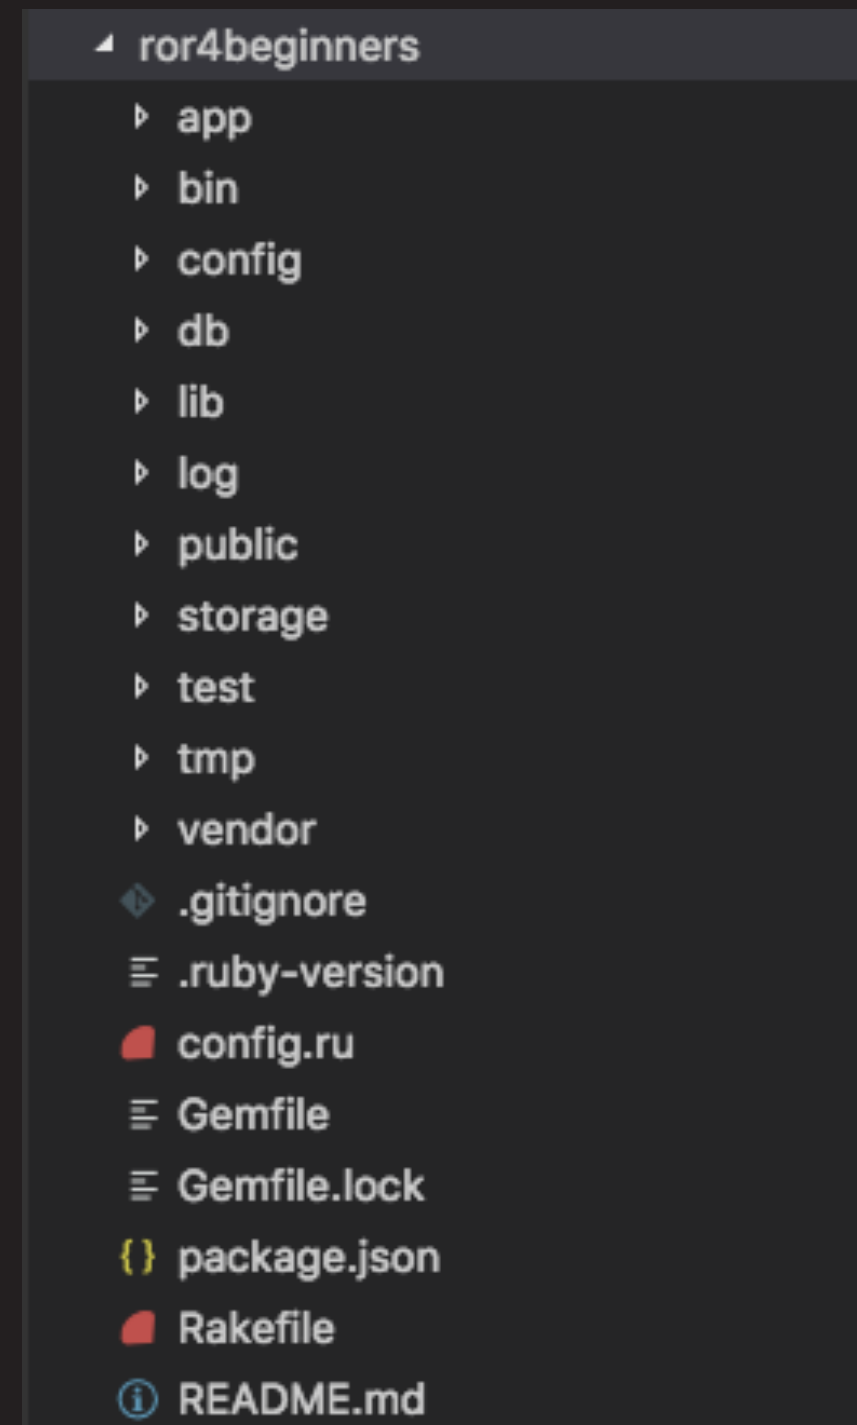 ror4beginners
app
bin
config
db
lib
log
public
storage
test
tmp
vendor
.gitignore
.ruby-version
config.ru
Gemfile
Gemfile.lock
package.json
Rakefile
README.md